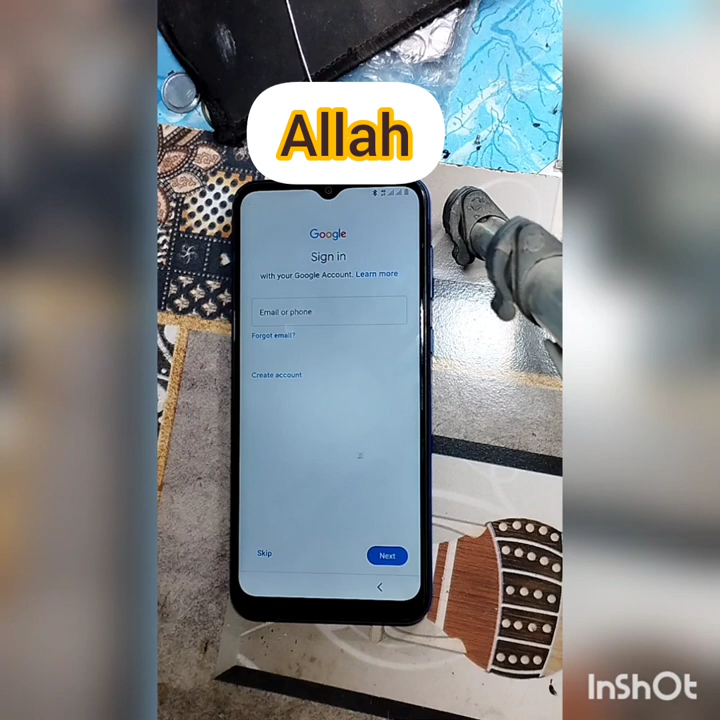 Allah
Google
Sign in
with your Google Account. Learn more
Email or phone
Forgot email?
Create account
Skip
Next
InShOt